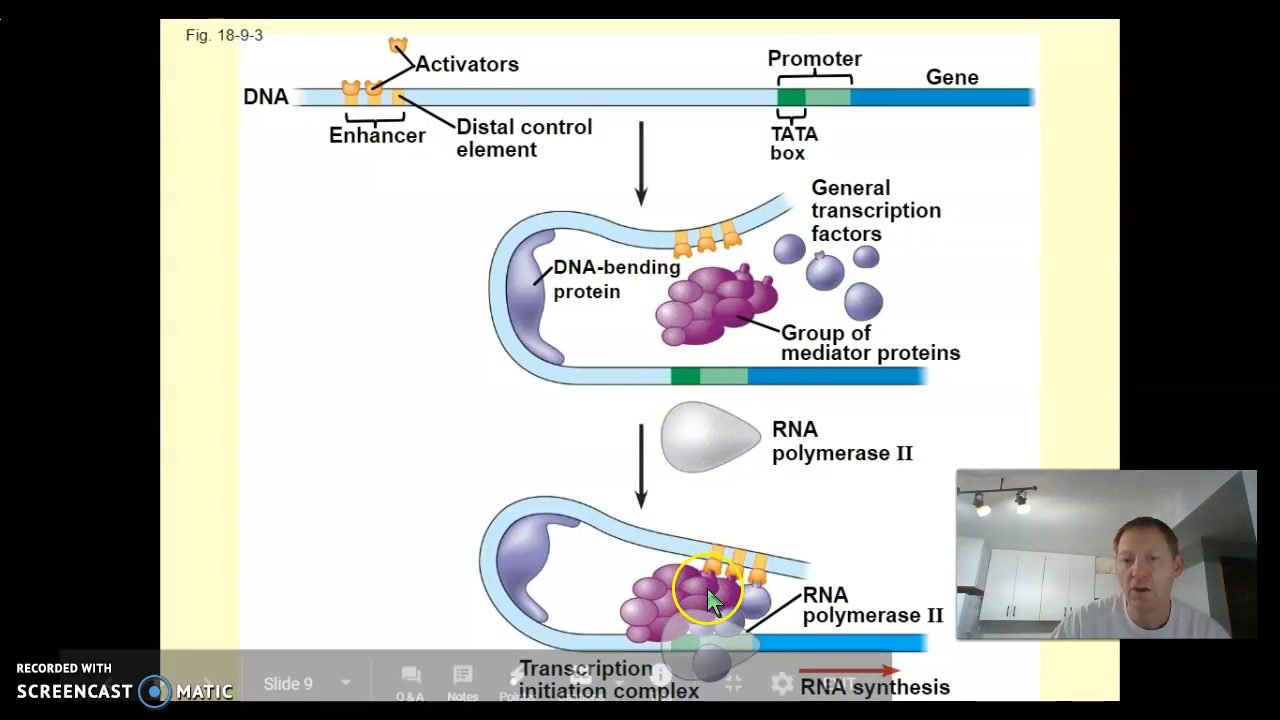 Fig. 18-9-3
Activators
Promoter
DNA
Gene
Enhancer
Distal control
element
TATA
box
General
transcription
factors
DNA-bending
protein
Group of
mediator proteins
RNA
polymerase II
RNA
polymerase II
Transcription
initiation complex
RNA synthesis
RECORDED WITH
SCREENCAST MATIC
Slide 9
Q & A
Notes